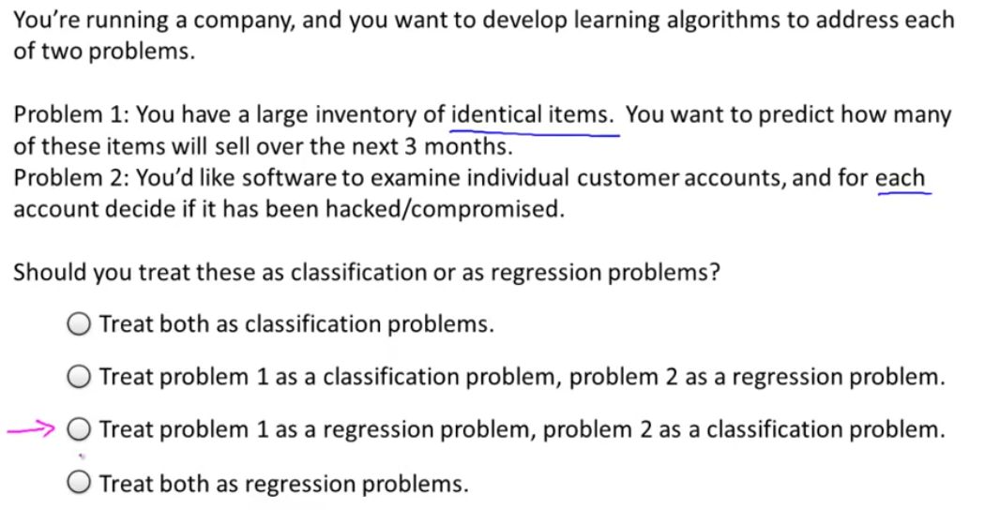 You’re running a company, and you want to develop learning algorithms to address each
of two problems.
Problem 1: You have a large inventory of identical items. You want to predict how many
of these items will sell over the next 3 months.
Problem 2: You’d like software to examine individual customer accounts, and for each
account decide if it has been hacked/compromised.
Should you treat these as classification or as regression problems?
Treat both as classification problems.
Treat problem 1 as a classification problem, problem 2 as a regression problem.
Treat problem 1 as a regression problem, problem 2 as a classification problem.
Treat both as regression problems.